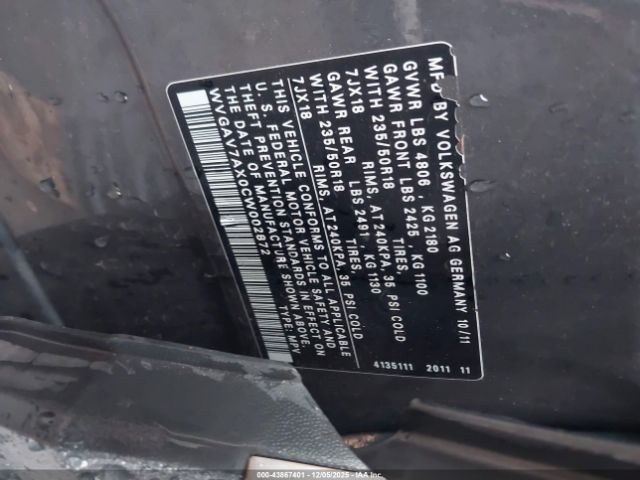 MFD BY VOLKSWAGEN AG GERMANY 10/11
GVWR LBS 4806 , KG 2180
GAWR FRONT LBS 2425 , KG 1100
WITH 235/50R18 TIRES,
7JX18 RIMS, AT 240KPA, 35 PSI COLD
GAWR REAR LBS 2491 , KG 1130
WITH 235/50R18 TIRES,
7JX18 RIMS, AT 240KPA, 35 PSI COLD
THIS VEHICLE CONFORMS TO ALL APPLICABLE
U. S. FEDERAL MOTOR VEHICLE SAFETY AND
THEFT PREVENTION STANDARDS IN EFFECT ON
THE DATE OF MANUFACTURE SHOWN ABOVE.
WVGAV7AX0CW002872 TYPE: MPV
4135111 2011 11
000-43867401 - 12/05/2025 - © IAA, Inc.